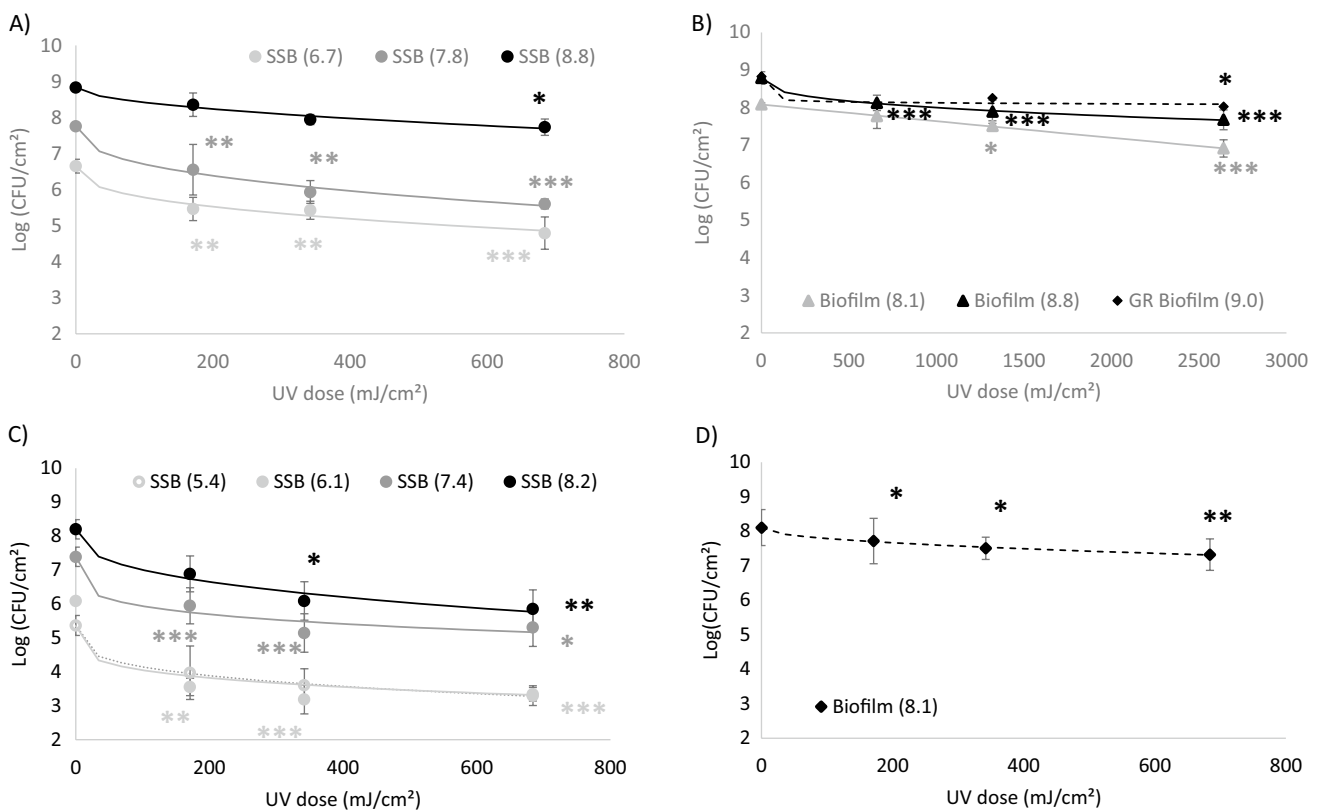 A)
SSB (6.7) SSB (7.8) SSB (8.8)
Log (CFU/cm²)
10
9
8
7
6
5
4
3
2
*
** ** ***
** ** ***
0 200 400 600 800
UV dose (mJ/cm²)
B)
Log (CFU/cm²)
10
9
8
7
6
5
4
3
2
*
*** *** ***
* ***
Biofilm (8.1) Biofilm (8.8) GR Biofilm (9.0)
0 500 1000 1500 2000 2500 3000
UV dose (mJ/cm²)
C)
SSB (5.4) SSB (6.1) SSB (7.4) SSB (8.2)
Log (CFU/cm²)
10
9
8
7
6
5
4
3
2
* **
*** *** *
** *** ***
0 200 400 600 800
UV dose (mJ/cm²)
D)
Log(CFU/cm²)
10
9
8
7
6
5
4
3
2
* * **
Biofilm (8.1)
0 200 400 600 800
UV dose (mJ/cm²)